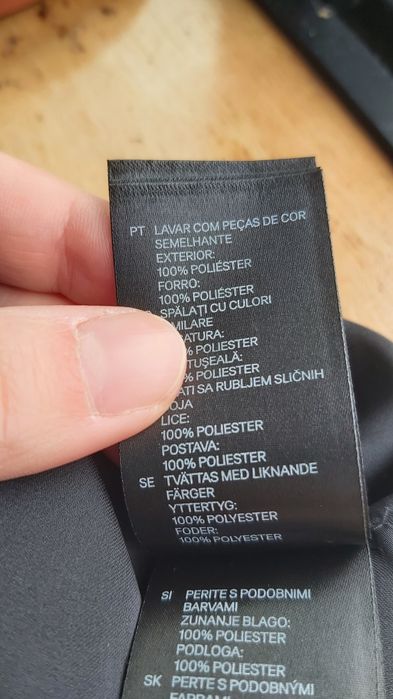 PT LAVAR COM PEÇAS DE COR
SEMELHANTE
EXTERIOR:
100% POLIÉSTER
FORRO:
100% POLIÉSTER
SPĂLAȚI CU CULORI
POLIESTER
POLIESTER
SA RUBLJEM SLIČNIH
LICE:
100% POLIESTER
POSTAVA:
100% POLIESTER
SE TVÄTTAS MED LIKNANDE
FÄRGER
YTTERTYG:
100% POLYESTER
FODER:
100% POLYESTER
SI PERITE S PODOBNIMI
BARVAMI
ZUNANJE BLAGO:
100% POLIESTER
PODLOGA:
100% POLIESTER
SK PERTE S PODOBNÝMI
FARBAMI